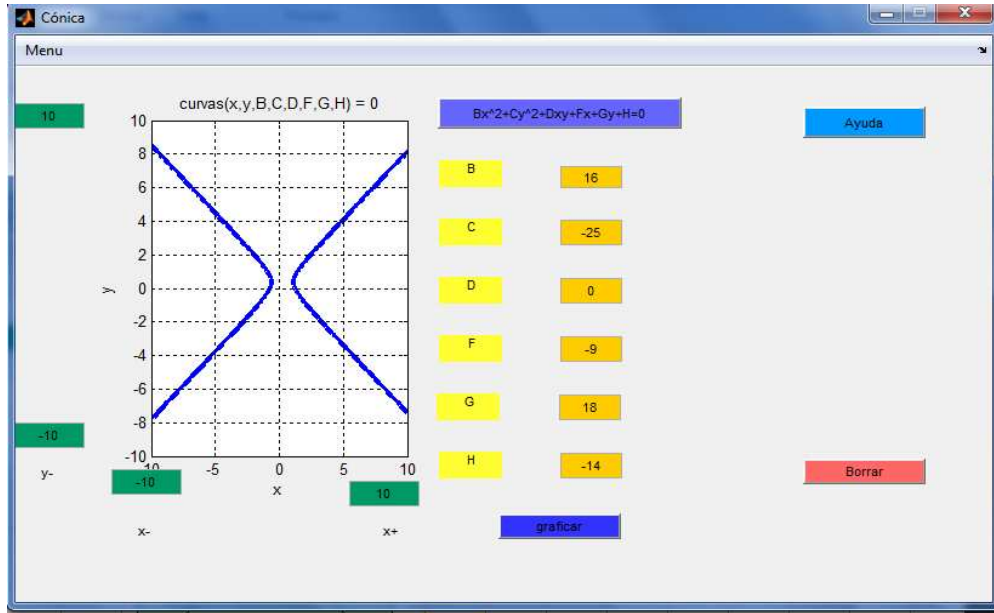 Cónica
Menu
curvas(x,y,B,C,D,F,G,H) = 0
Bx^2+Cy^2+Dxy+Fx+Gy+H=0
Ayuda
10
10
8
6
4
2
0
-2
-4
-6
-8
-10
y
-10
y-
-10
-5
0
5
10
x
-10
10
x-
x+
B
16
C
-25
D
0
F
-9
G
18
H
-14
graficar
Borrar